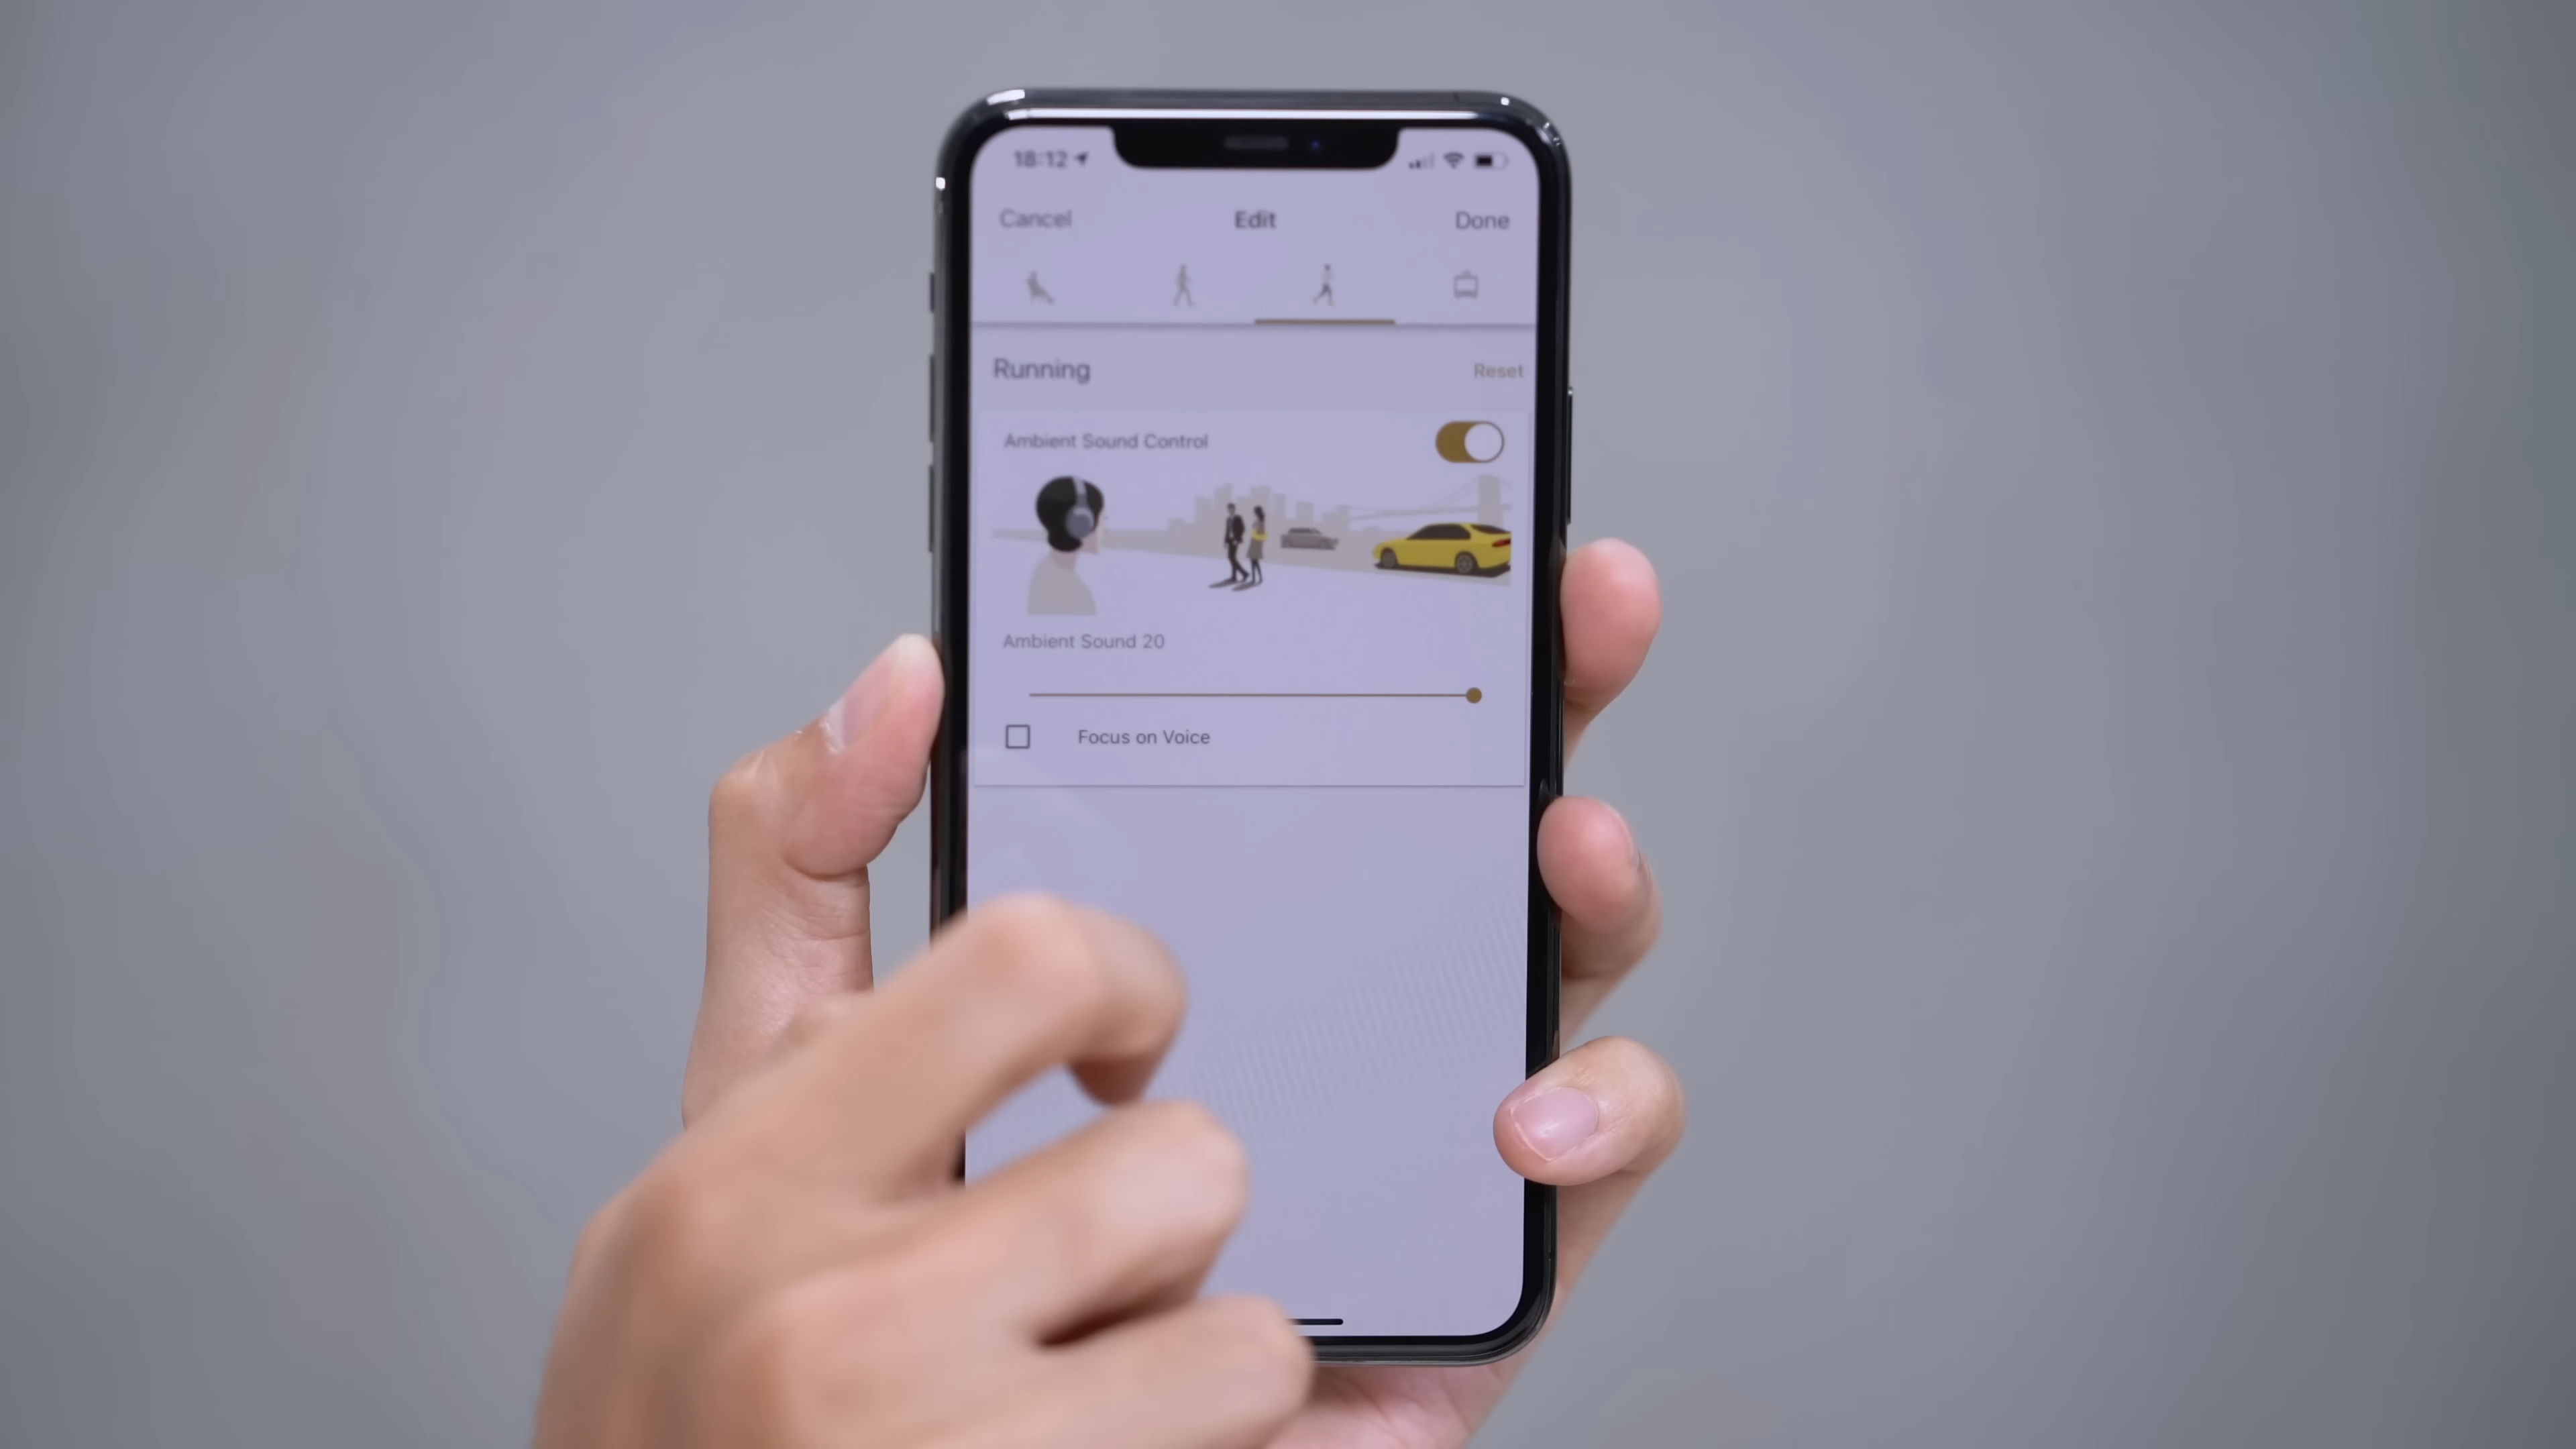 18:12
Cancel Edit Done
Running Reset
Ambient Sound Control
Ambient Sound 20
Focus on Voice